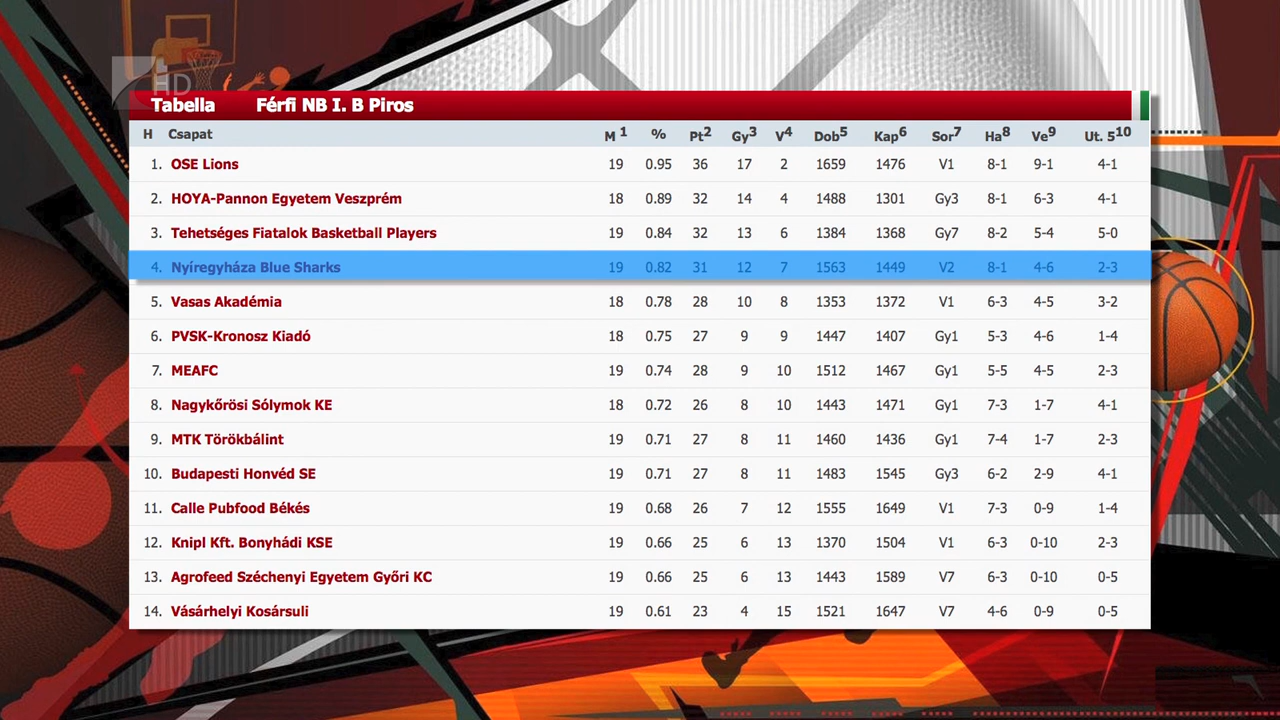 HD
Tabella Férfi NB I. B Piros
H Csapat M 1 % Pt2 Gy3 V4 Dob5 Kap6 Sor7 Ha8 Ve9 Ut. 510
1. OSE Lions 19 0.95 36 17 2 1659 1476 V1 8-1 9-1 4-1
2. HOYA-Pannon Egyetem Veszprém 18 0.89 32 14 4 1488 1301 Gy3 8-1 6-3 4-1
3. Tehetséges Fiatalok Basketball Players 19 0.84 32 13 6 1384 1368 Gy7 8-2 5-4 5-0
4. Nyíregyháza Blue Sharks 19 0.82 31 12 7 1563 1449 V2 8-1 4-6 2-3
5. Vasas Akadémia 18 0.78 28 10 8 1353 1372 V1 6-3 4-5 3-2
6. PVSK-Kronosz Kiadó 18 0.75 27 9 9 1447 1407 Gy1 5-3 4-6 1-4
7. MEAFC 19 0.74 28 9 10 1512 1467 Gy1 5-5 4-5 2-3
8. Nagykőrösi Sólymok KE 18 0.72 26 8 10 1443 1471 Gy1 7-3 1-7 4-1
9. MTK Törökbálint 19 0.71 27 8 11 1460 1436 Gy1 7-4 1-7 2-3
10. Budapesti Honvéd SE 19 0.71 27 8 11 1483 1545 Gy3 6-2 2-9 4-1
11. Calle Pubfood Békés 19 0.68 26 7 12 1555 1649 V1 7-3 0-9 1-4
12. Knipl Kft. Bonyhádi KSE 19 0.66 25 6 13 1370 1504 V1 6-3 0-10 2-3
13. Agrofeed Széchenyi Egyetem Győri KC 19 0.66 25 6 13 1443 1589 V7 6-3 0-10 0-5
14. Vásárhelyi Kosársuli 19 0.61 23 4 15 1521 1647 V7 4-6 0-9 0-5